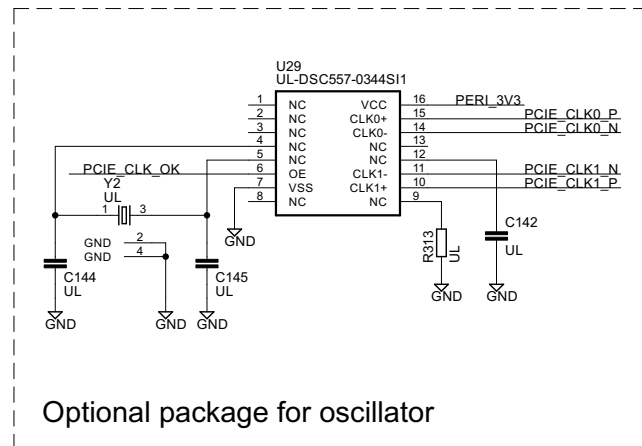 U29
UL-DSC557-0344SI1
1 NC VCC 16 PERI_3V3
2 NC CLK0+ 15 PCIE_CLK0_P
3 NC CLK0- 14 PCIE_CLK0_N
4 NC NC 13
5 NC NC 12
PCIE_CLK_OK 6 OE CLK1- 11 PCIE_CLK1_N
7 VSS CLK1+ 10 PCIE_CLK1_P
8 NC NC 9
Y2
UL
1 3
GND 2
GND 4
GND
C144
UL
C145
UL
R313
UL
C142
UL
GND
GND
GND
GND
GND
Optional package for oscillator